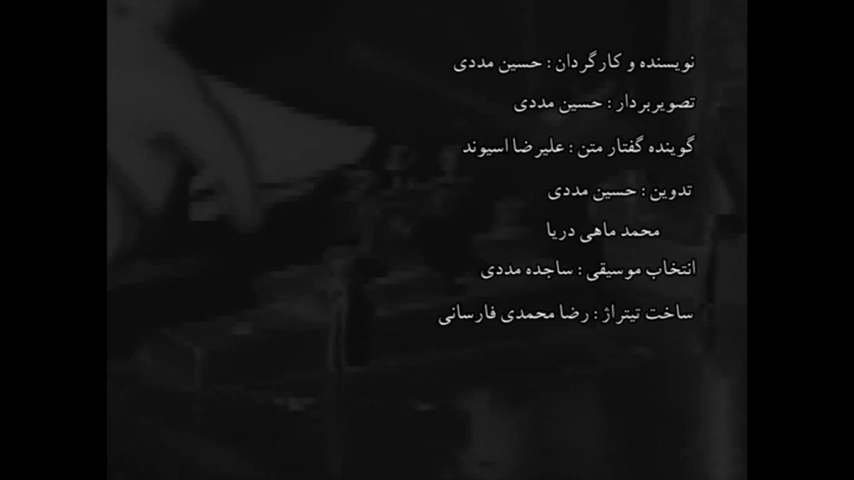 نویسنده و کارگردان : حسین مددی
تصویربردار : حسین مددی
گوینده گفتار متن : علیرضا اسیوند
تدوین : حسین مددی
محمد ماهی دریا
انتخاب موسیقی : ساجده مددی
ساخت تیتراژ : رضا محمدی فارسانی